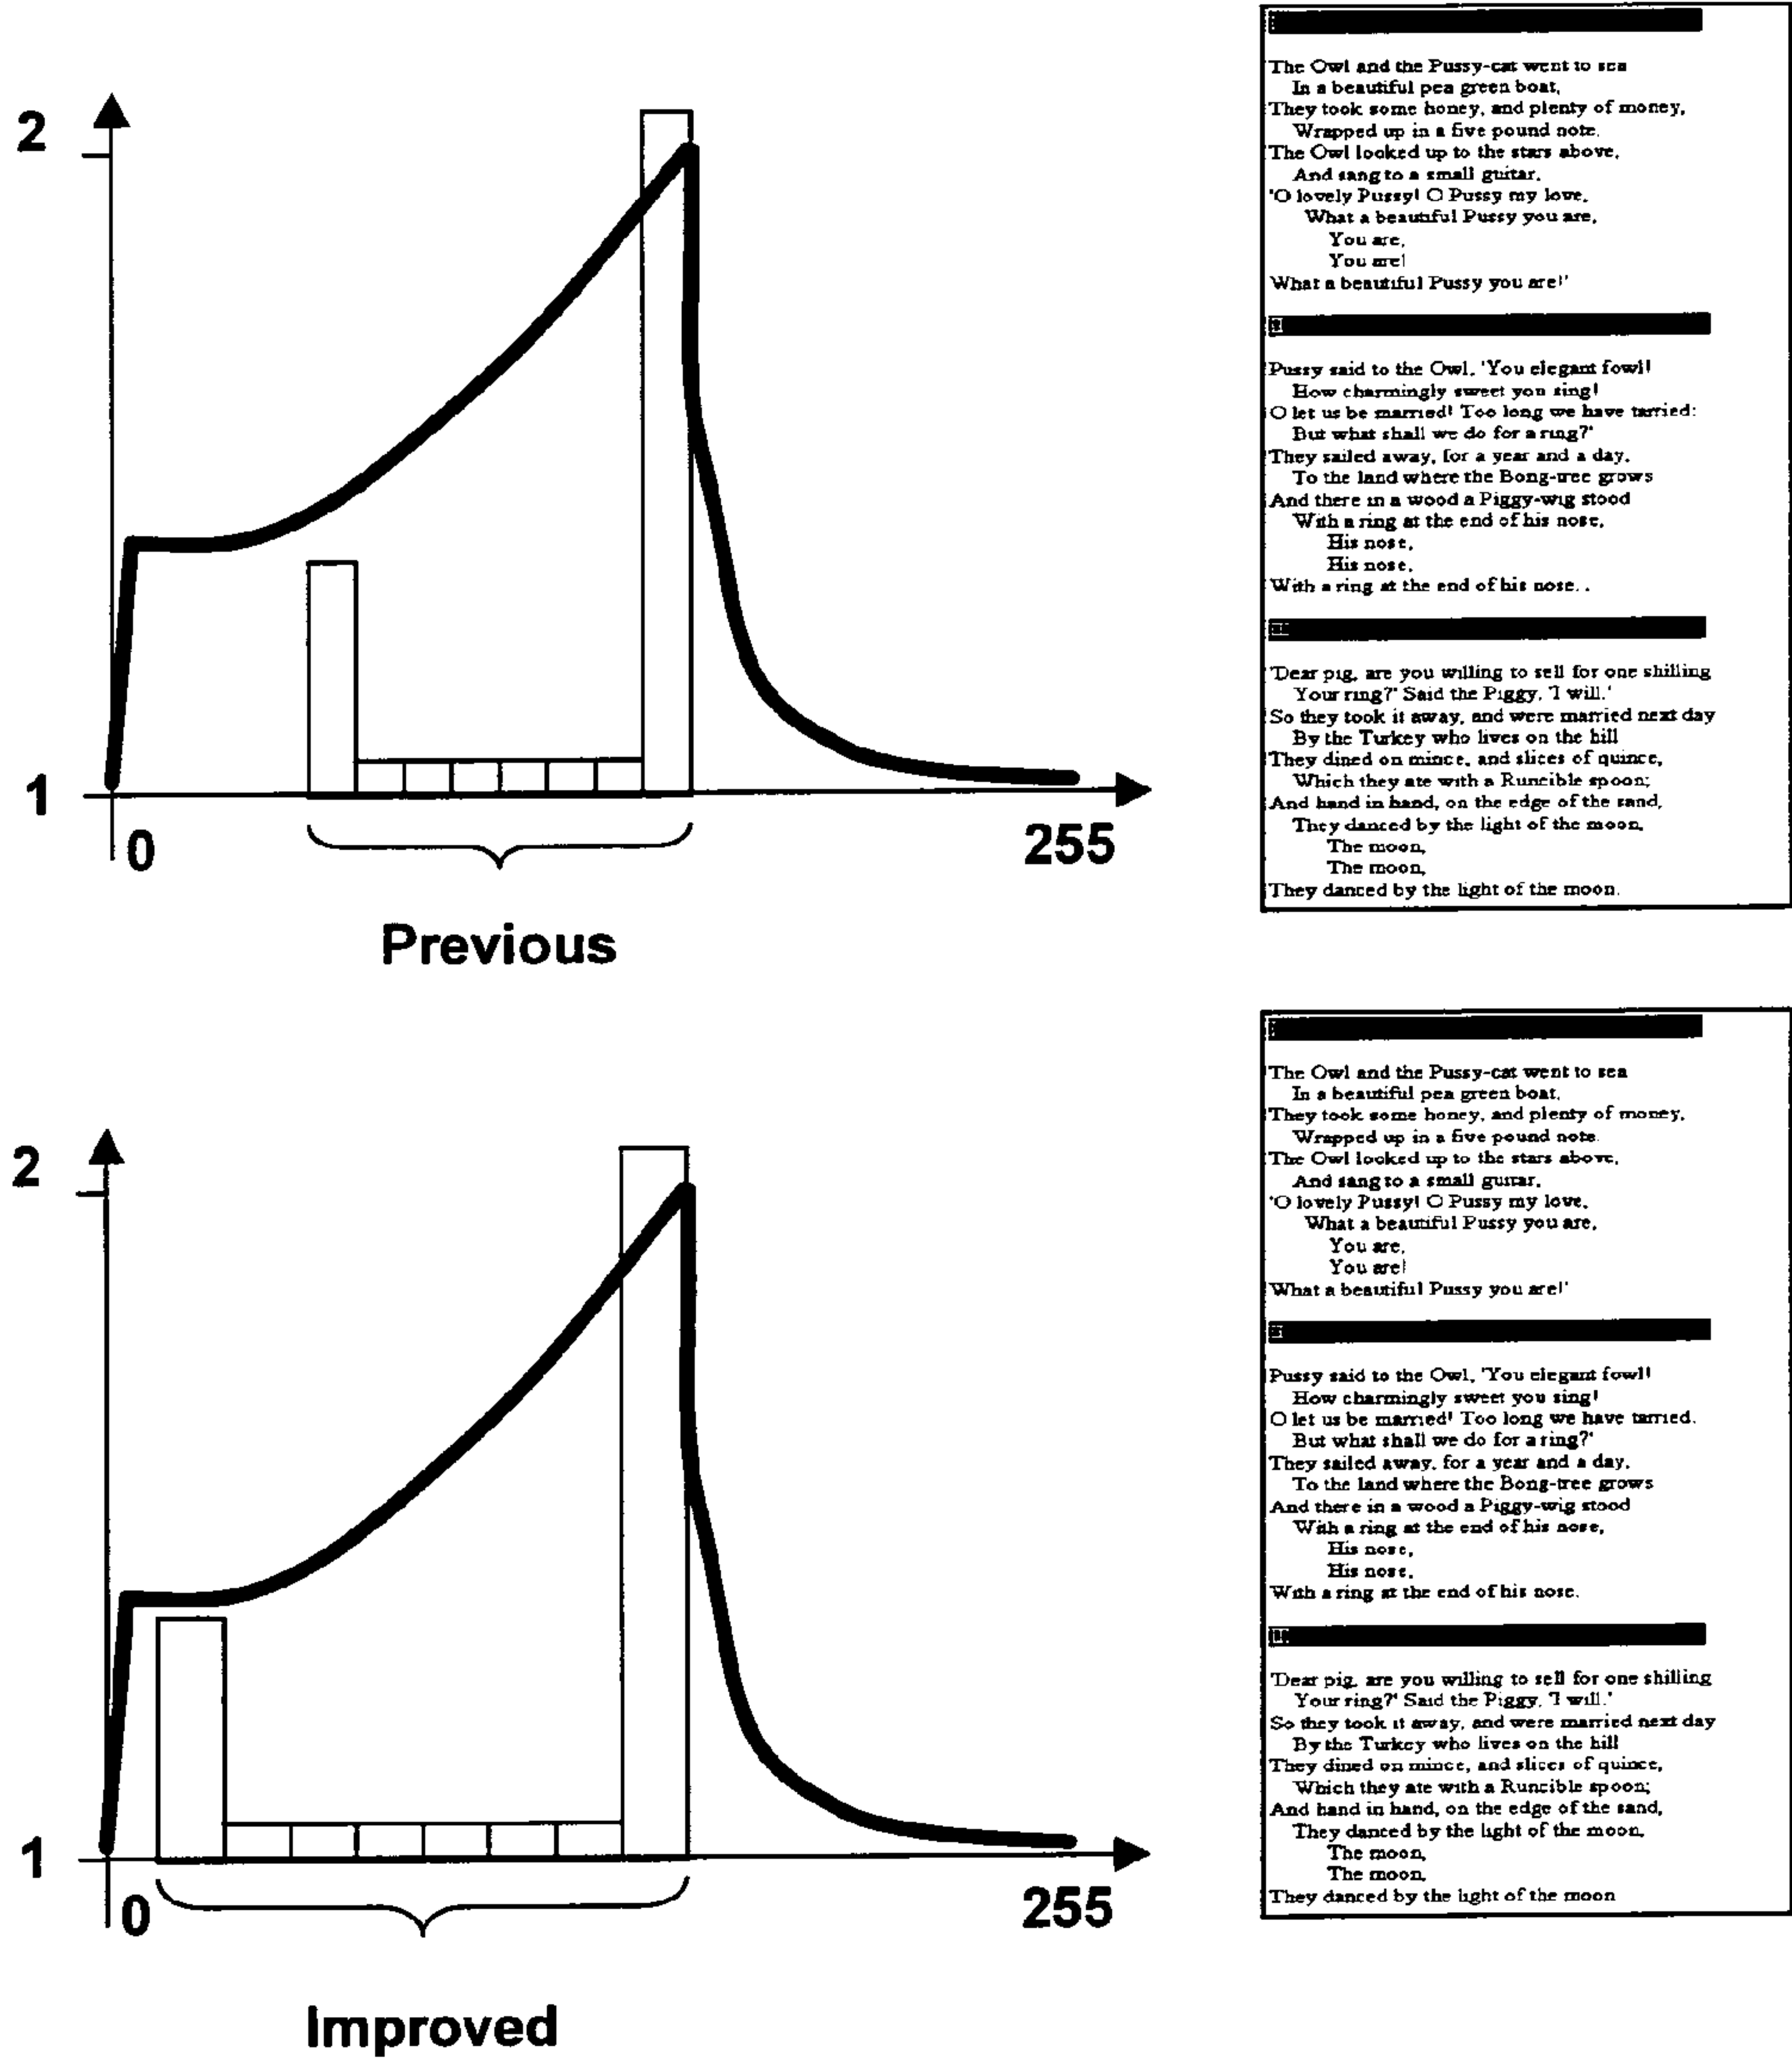 2
1
0
255
Previous
The Owl and the Pussy-cat went to sea
In a beautiful pea green boat,
They took some honey, and plenty of money,
Wrapped up in a five pound note.
The Owl looked up to the stars above,
And sang to a small guitar,
'O lovely Pussy! O Pussy my love,
What a beautiful Pussy you are,
You are,
You are!
What a beautiful Pussy you are!'
Pussy said to the Owl, 'You elegant fowl!
How charmingly sweet you sing!
O let us be married! Too long we have tarried:
But what shall we do for a ring?'
They sailed away, for a year and a day,
To the land where the Bong-tree grows
And there in a wood a Piggy-wig stood
With a ring at the end of his nose,
His nose,
His nose,
With a ring at the end of his nose. .
'Dear pig, are you willing to sell for one shilling
Your ring?' Said the Piggy, 'I will.'
So they took it away, and were married next day
By the Turkey who lives on the hill
They dined on mince, and slices of quince,
Which they ate with a Runcible spoon;
And hand in hand, on the edge of the sand,
They danced by the light of the moon,
The moon,
The moon,
They danced by the light of the moon.
2
1
0
255
Improved
The Owl and the Pussy-cat went to sea
In a beautiful pea green boat,
They took some honey, and plenty of money,
Wrapped up in a five pound note.
The Owl looked up to the stars above,
And sang to a small guitar,
'O lovely Pussy! O Pussy my love,
What a beautiful Pussy you are,
You are,
You are!
What a beautiful Pussy you are!'
Pussy said to the Owl, 'You elegant fowl!
How charmingly sweet you sing!
O let us be married! Too long we have tarried.
But what shall we do for a ring?'
They sailed away, for a year and a day,
To the land where the Bong-tree grows
And there in a wood a Piggy-wig stood
With a ring at the end of his nose,
His nose,
His nose,
With a ring at the end of his nose.
'Dear pig, are you willing to sell for one shilling
Your ring?' Said the Piggy, 'I will.'
So they took it away, and were married next day
By the Turkey who lives on the hill
They dined on mince, and slices of quince,
Which they ate with a Runcible spoon;
And hand in hand, on the edge of the sand,
They danced by the light of the moon,
The moon,
The moon,
They danced by the light of the moon